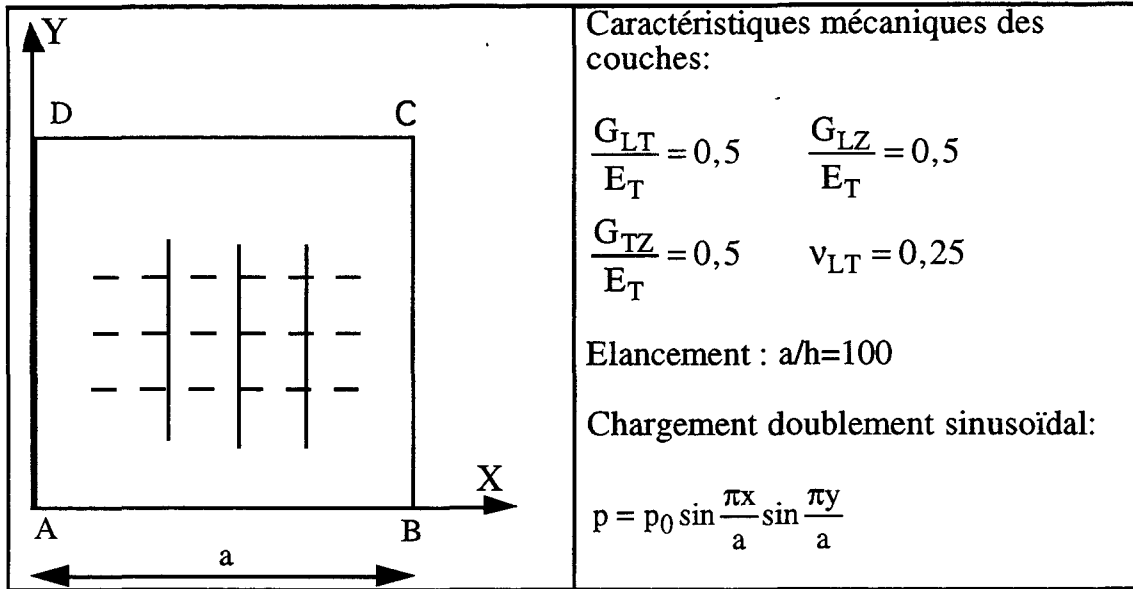 Y
D
C
X
A
B
a
Caractéristiques mécaniques des
couches:
G_LT/E_T = 0,5    G_LZ/E_T = 0,5
G_TZ/E_T = 0,5    ν_LT = 0,25
Elancement : a/h=100
Chargement doublement sinusoïdal:
p = p_0 sin πx/a sin πy/a